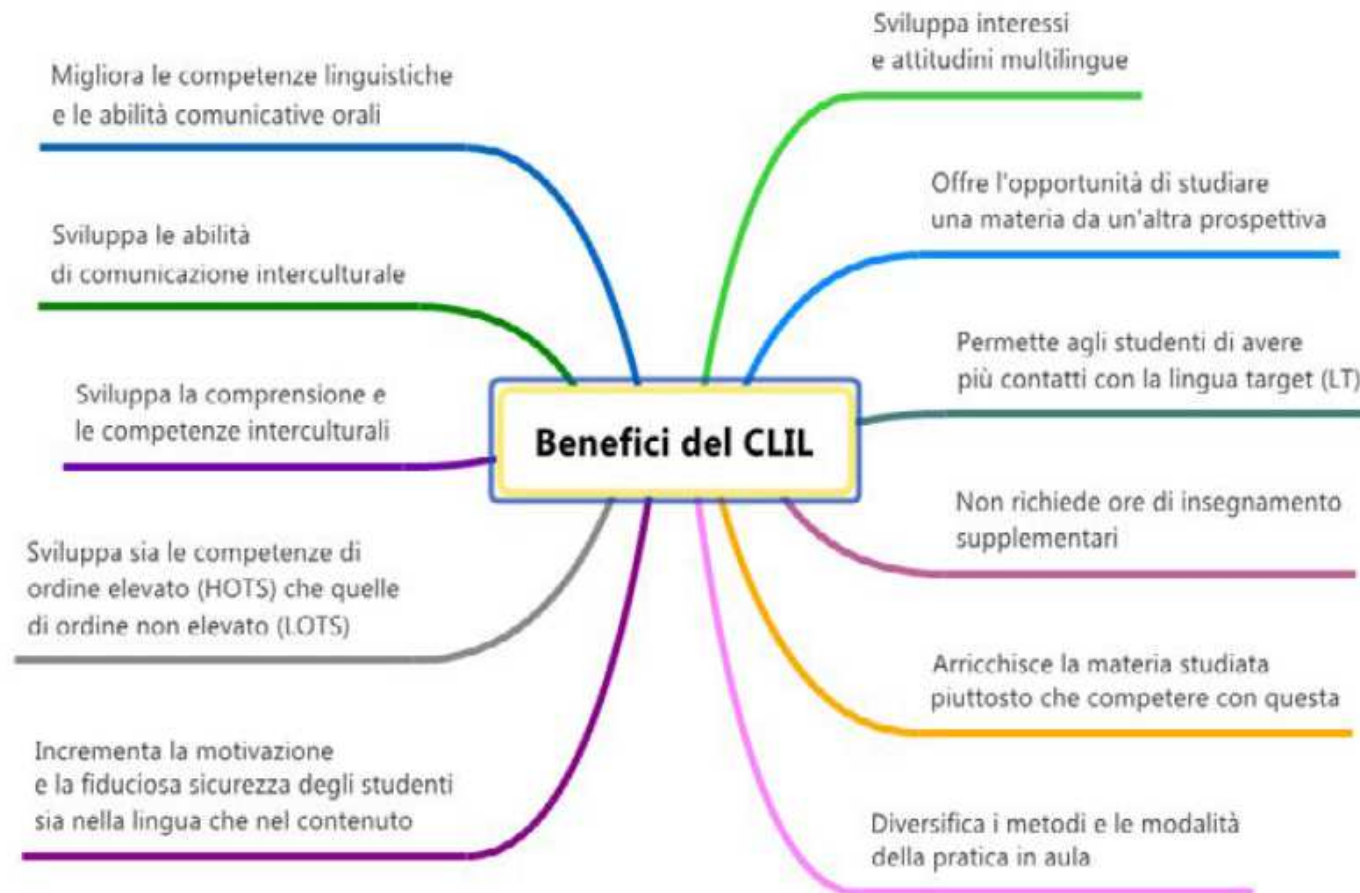 Benefici del CLIL
Sviluppa interessi
e attitudini multilingue
Offre l'opportunità di studiare
una materia da un'altra prospettiva
Permette agli studenti di avere
più contatti con la lingua target (LT)
Non richiede ore di insegnamento
supplementari
Arricchisce la materia studiata
piuttosto che competere con questa
Diversifica i metodi e le modalità
della pratica in aula
Migliora le competenze linguistiche
e le abilità comunicative orali
Sviluppa le abilità
di comunicazione interculturale
Sviluppa la comprensione e
le competenze interculturali
Sviluppa sia le competenze di
ordine elevato (HOTS) che quelle
di ordine non elevato (LOTS)
Incrementa la motivazione
e la fiduciosa sicurezza degli studenti
sia nella lingua che nel contenuto